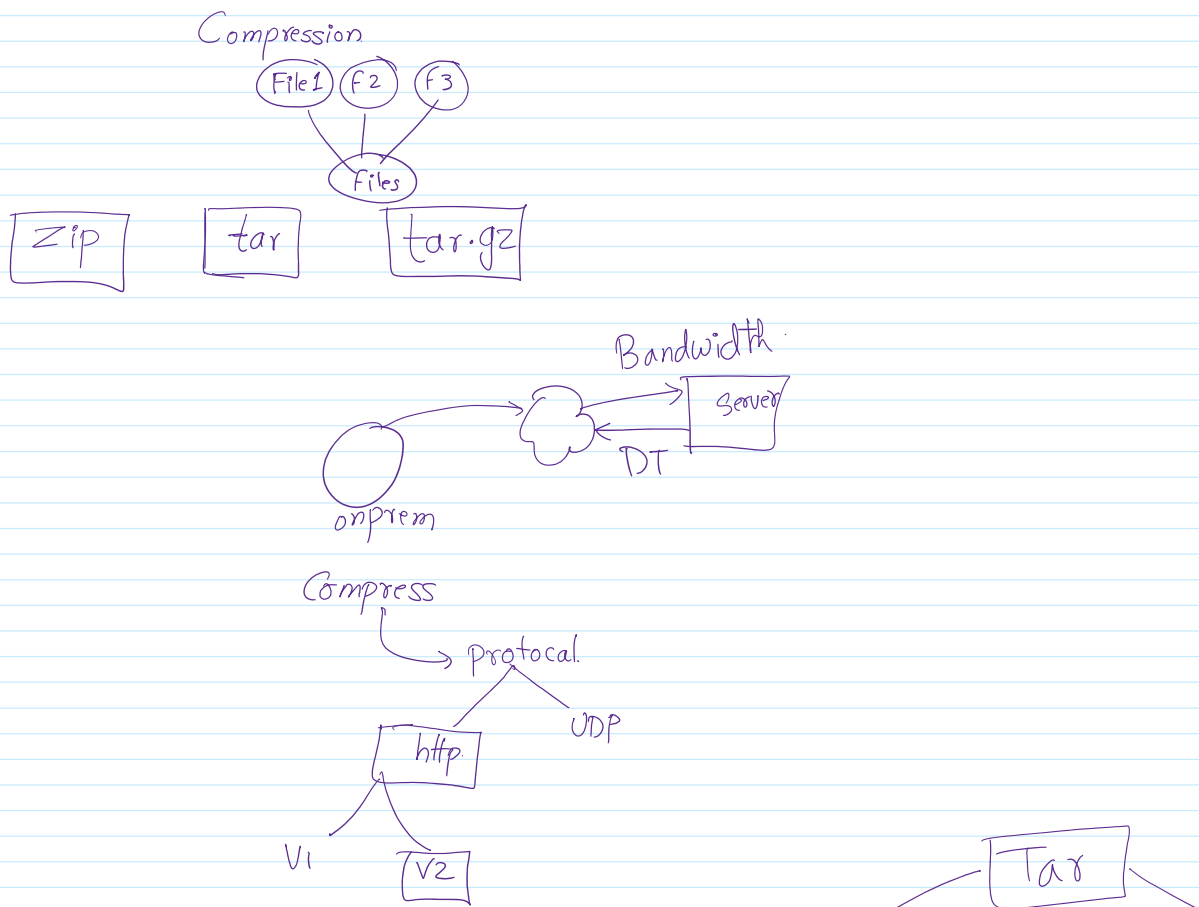 Compression
File1 F2 F3
Files
Zip tar tar.gz
Bandwidth
Server
DT
onprem
Compress
protocal.
UDP
http.
V1
V2
Tar